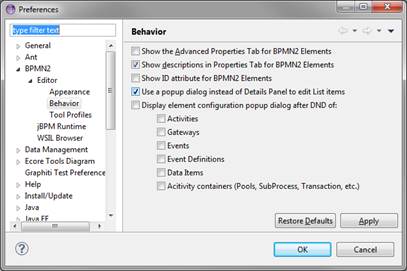 Preferences
type filter text
General
Ant
BPMN2
Editor
Appearance
Behavior
Tool Profiles
jBPM Runtime
WSIL Browser
Data Management
Ecore Tools Diagram
Graphiti Test Preference
Help
Install/Update
Java
Java EE
Behavior
Show the Advanced Properties Tab for BPMN2 Elements
Show descriptions in Properties Tab for BPMN2 Elements
Show ID attribute for BPMN2 Elements
Use a popup dialog instead of Details Panel to edit List items
Display element configuration popup dialog after DND of:
Activities
Gateways
Events
Event Definitions
Data Items
Acitivity containers (Pools, SubProcess, Transaction, etc.)
Restore Defaults
Apply
?
OK
Cancel